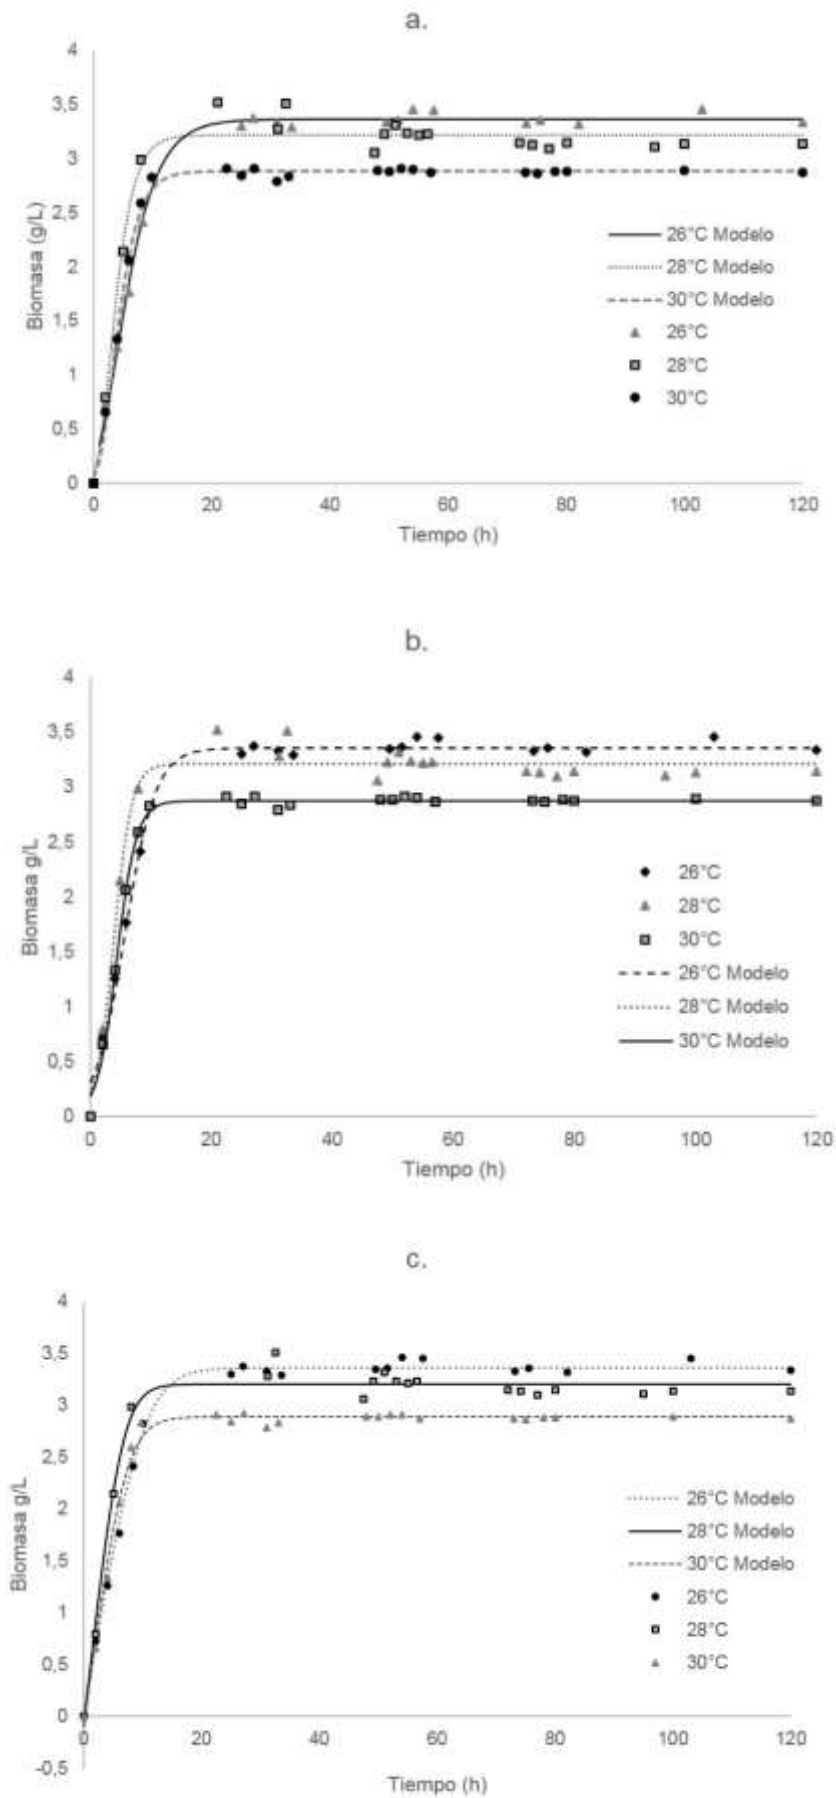 a.
4
3,5
3
2,5
2
1,5
1
0,5
0
Biomasa (g/L)
0 20 40 60 80 100 120
Tiempo (h)
26°C Modelo
28°C Modelo
30°C Modelo
26°C
28°C
30°C
b.
4
3,5
3
2,5
2
1,5
1
0,5
0
Biomasa g/L
0 20 40 60 80 100 120
Tiempo (h)
26°C
28°C
30°C
26°C Modelo
28°C Modelo
30°C Modelo
c.
4
3,5
3
2,5
2
1,5
1
0,5
0
-0,5
Biomasa g/L
0 20 40 60 80 100 120
Tiempo (h)
26°C Modelo
28°C Modelo
30°C Modelo
26°C
28°C
30°C